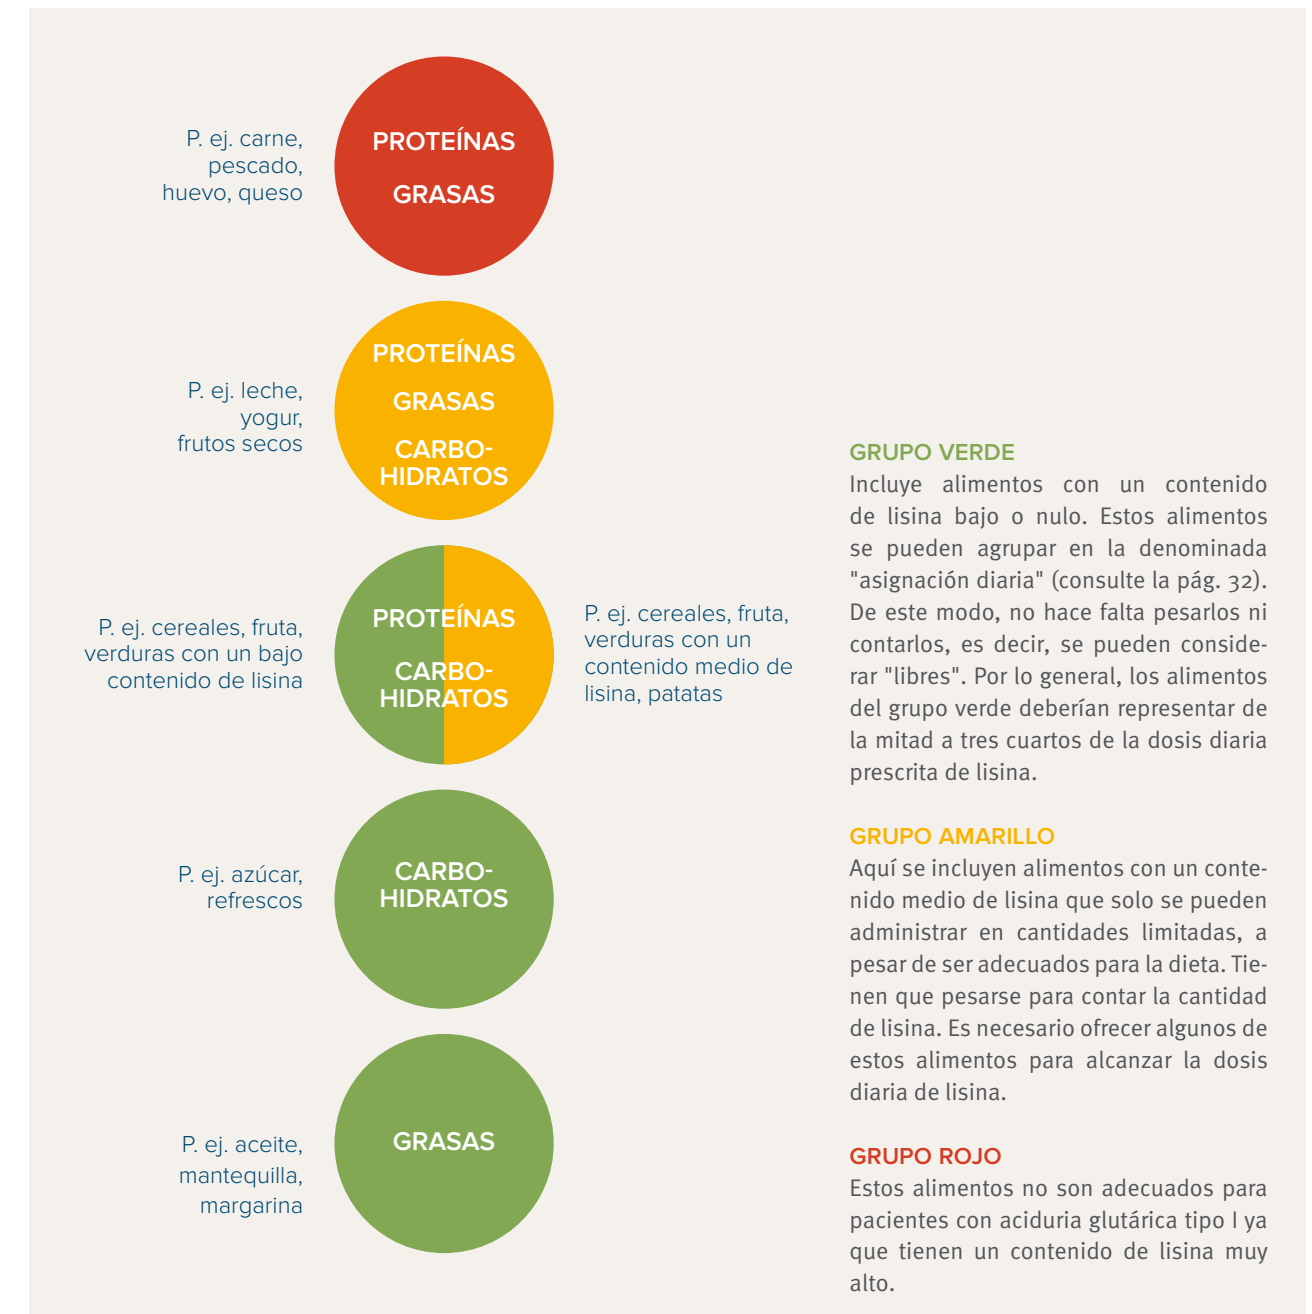 P. ej. carne,
pescado,
huevo, queso
PROTEÍNAS
GRASAS
P. ej. leche,
yogur,
frutos secos
PROTEÍNAS
GRASAS
CARBO-
HIDRATOS
P. ej. cereales, fruta,
verduras con un bajo
contenido de lisina
PROTEÍNAS
CARBO-
HIDRATOS
P. ej. cereales, fruta,
verduras con un
contenido medio de
lisina, patatas
P. ej. azúcar,
refrescos
CARBO-
HIDRATOS
P. ej. aceite,
mantequilla,
margarina
GRASAS
GRUPO VERDE
Incluye alimentos con un contenido
de lisina bajo o nulo. Estos alimentos
se pueden agrupar en la denominada
"asignación diaria" (consulte la pág. 32).
De este modo, no hace falta pesarlos ni
contarlos, es decir, se pueden conside-
rar "libres". Por lo general, los alimentos
del grupo verde deberían representar de
la mitad a tres cuartos de la dosis diaria
prescrita de lisina.
GRUPO AMARILLO
Aquí se incluyen alimentos con un conte-
nido medio de lisina que solo se pueden
administrar en cantidades limitadas, a
pesar de ser adecuados para la dieta. Tie-
nen que pesarse para contar la cantidad
de lisina. Es necesario ofrecer algunos de
estos alimentos para alcanzar la dosis
diaria de lisina.
GRUPO ROJO
Estos alimentos no son adecuados para
pacientes con aciduria glutárica tipo I ya
que tienen un contenido de lisina muy
alto.